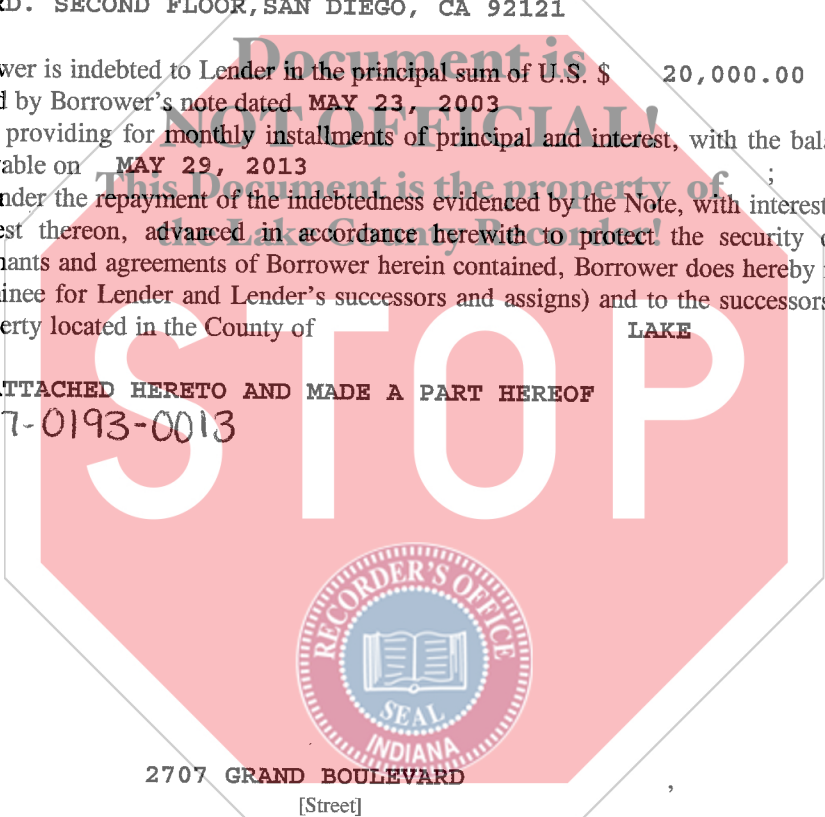 RD. SECOND FLOOR,SAN DIEGO, CA 92121
Document is
wer is indebted to Lender in the principal sum of U.S. $ 20,000.00
d by Borrower's note dated MAY 23, 2003
NOT OFFICIAL!
providing for monthly installments of principal and interest, with the bala
able on MAY 29, 2013 ;
This Document is the property of
nder the repayment of the indebtedness evidenced by the Note, with interest
the Lake County Recorder!
est thereon, advanced in accordance herewith to protect the security o
nants and agreements of Borrower herein contained, Borrower does hereby
inee for Lender and Lender's successors and assigns) and to the successors
erty located in the County of LAKE
STOP
ATTACHED HERETO AND MADE A PART HEREOF
7-0193-0013
RECORDER'S OFFICE
SEAL
INDIANA
2707 GRAND BOULEVARD ,
[Street]